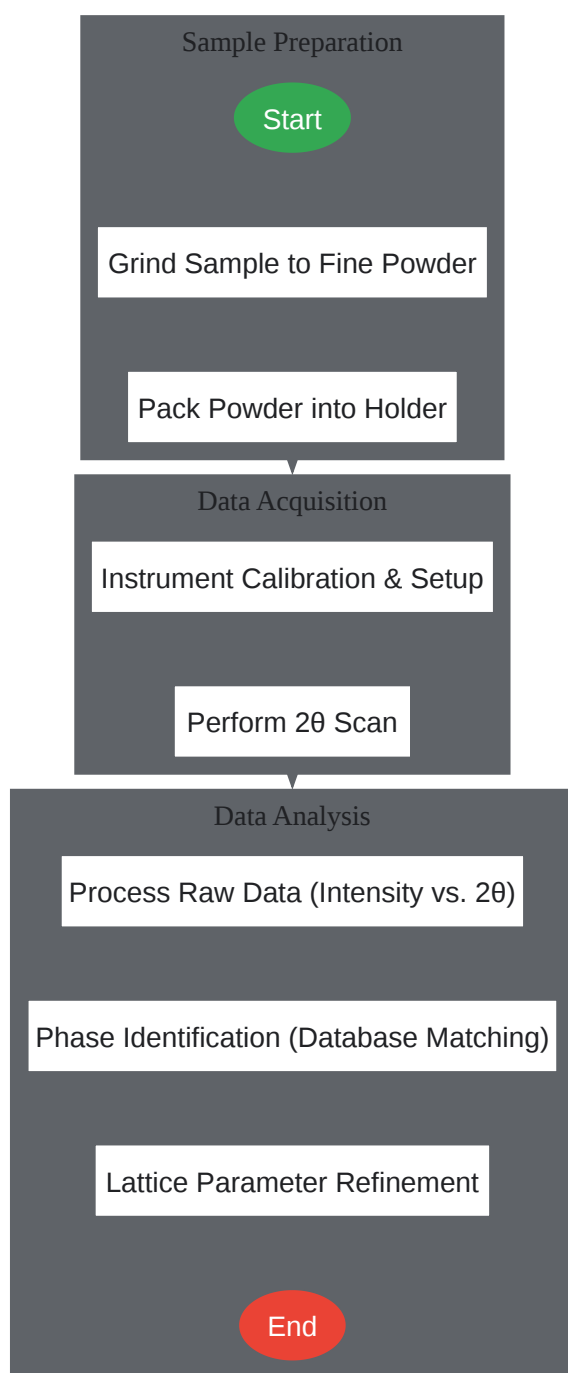 Sample Preparation
Start
Grind Sample to Fine Powder
Pack Powder into Holder
Data Acquisition
Instrument Calibration & Setup
Perform 2θ Scan
Data Analysis
Process Raw Data (Intensity vs. 2θ)
Phase Identification (Database Matching)
Lattice Parameter Refinement
End